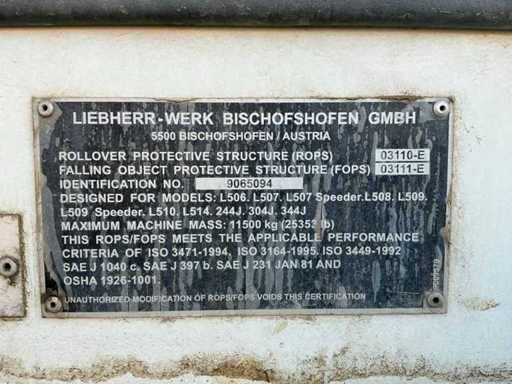 LIEBHERR-WERK BISCHOFSHOFEN GMBH
5500 BISCHOFSHOFEN / AUSTRIA
ROLLOVER PROTECTIVE STRUCTURE (ROPS) 03110-E
FALLING OBJECT PROTECTIVE STRUCTURE (FOPS) 03111-E
IDENTIFICATION NO. 9065094
DESIGNED FOR MODELS: L506. L507. L507 Speeder.L508. L509.
L509 Speeder. L510. L514. 244J. 304J. 344J
MAXIMUM MACHINE MASS: 11500 kg (25353 lb)
THIS ROPS/FOPS MEETS THE APPLICABLE PERFORMANCE.
CRITERIA OF ISO 3471-1994. ISO 3164-1995. ISO 3449-1992
SAE J 1040 c. SAE J 397 b. SAE J 231 JAN 81 AND
OSHA 1926-1001.
UNAUTHORIZED MODIFICATION OF ROPS/FOPS VOIDS THIS CERTIFICATION